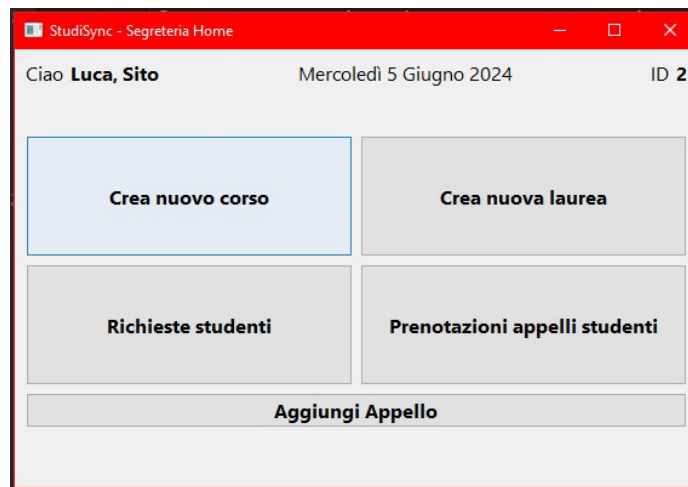 StudiSync - Segreteria Home
Ciao Luca, Sito Mercoledì 5 Giugno 2024 ID 2
Crea nuovo corso Crea nuova laurea
Richieste studenti Prenotazioni appelli studenti
Aggiungi Appello